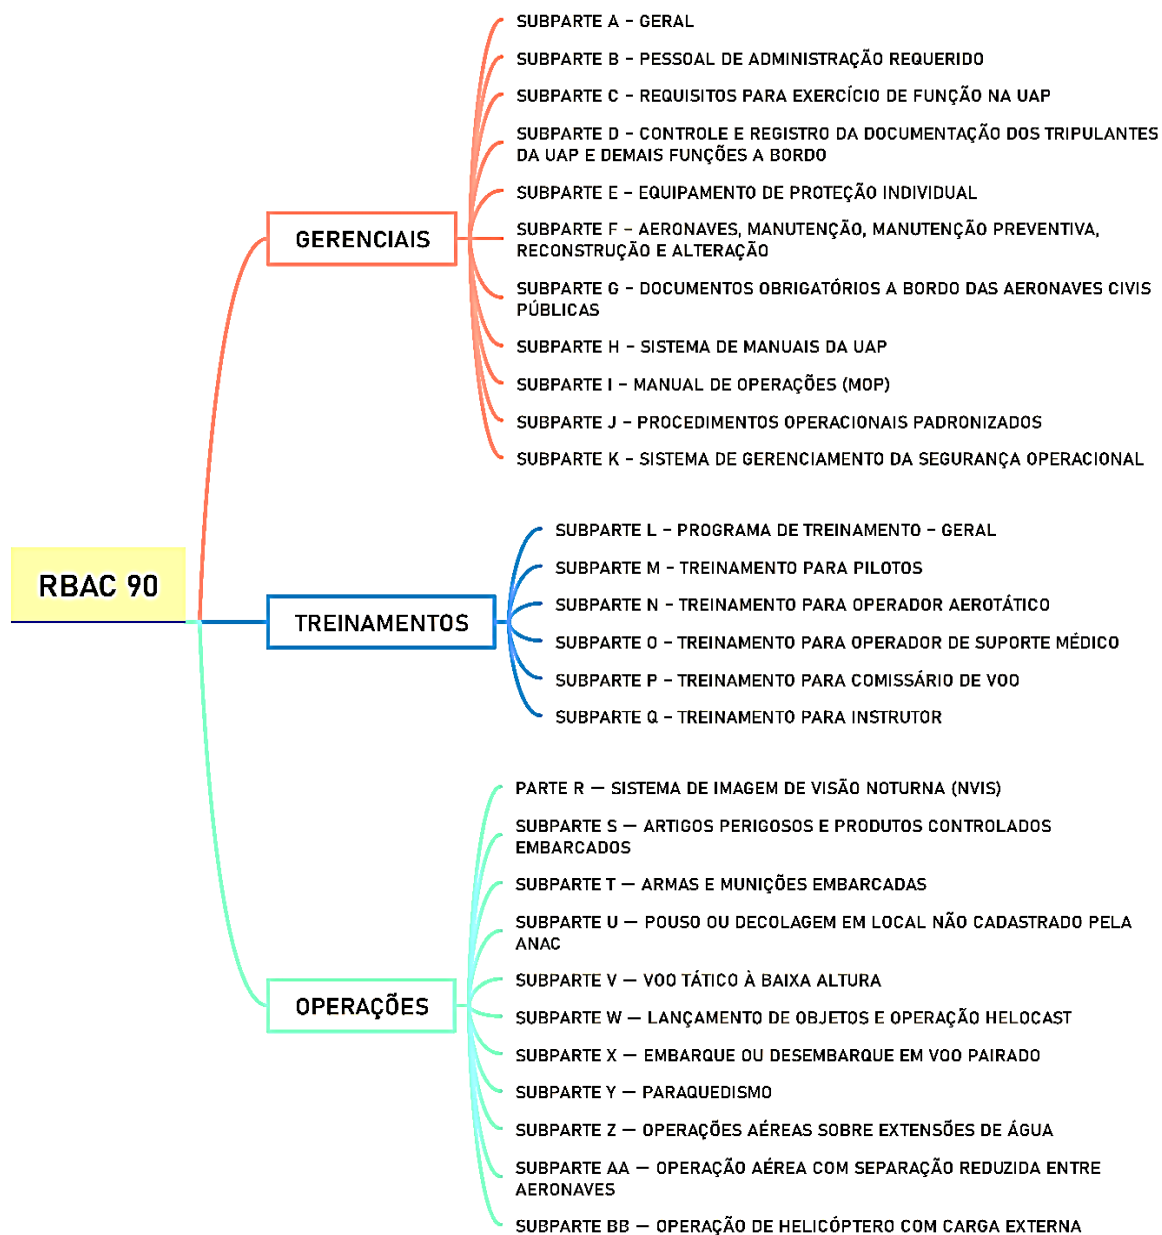 SUBPARTE A – GERAL
SUBPARTE B – PESSOAL DE ADMINISTRAÇÃO REQUERIDO
SUBPARTE C – REQUISITOS PARA EXERCÍCIO DE FUNÇÃO NA UAP
SUBPARTE D – CONTROLE E REGISTRO DA DOCUMENTAÇÃO DOS TRIPULANTES
DA UAP E DEMAIS FUNÇÕES A BORDO
SUBPARTE E – EQUIPAMENTO DE PROTEÇÃO INDIVIDUAL
GERENCIAIS
SUBPARTE F – AERONAVES, MANUTENÇÃO, MANUTENÇÃO PREVENTIVA,
RECONSTRUÇÃO E ALTERAÇÃO
SUBPARTE G – DOCUMENTOS OBRIGATÓRIOS A BORDO DAS AERONAVES CIVIS
PÚBLICAS
SUBPARTE H – SISTEMA DE MANUAIS DA UAP
SUBPARTE I – MANUAL DE OPERAÇÕES (MOP)
SUBPARTE J – PROCEDIMENTOS OPERACIONAIS PADRONIZADOS
SUBPARTE K – SISTEMA DE GERENCIAMENTO DA SEGURANÇA OPERACIONAL
RBAC 90
SUBPARTE L – PROGRAMA DE TREINAMENTO – GERAL
SUBPARTE M – TREINAMENTO PARA PILOTOS
SUBPARTE N – TREINAMENTO PARA OPERADOR AEROTÁTICO
TREINAMENTOS
SUBPARTE O – TREINAMENTO PARA OPERADOR DE SUPORTE MÉDICO
SUBPARTE P – TREINAMENTO PARA COMISSÁRIO DE VOO
SUBPARTE Q – TREINAMENTO PARA INSTRUTOR
PARTE R — SISTEMA DE IMAGEM DE VISÃO NOTURNA (NVIS)
SUBPARTE S — ARTIGOS PERIGOSOS E PRODUTOS CONTROLADOS
EMBARCADOS
SUBPARTE T — ARMAS E MUNIÇÕES EMBARCADAS
SUBPARTE U — POUSO OU DECOLAGEM EM LOCAL NÃO CADASTRADO PELA
ANAC
SUBPARTE V — VOO TÁTICO À BAIXA ALTURA
OPERAÇÕES
SUBPARTE W — LANÇAMENTO DE OBJETOS E OPERAÇÃO HELOCAST
SUBPARTE X — EMBARQUE OU DESEMBARQUE EM VOO PAIRADO
SUBPARTE Y — PARAQUEDISMO
SUBPARTE Z — OPERAÇÕES AÉREAS SOBRE EXTENSÕES DE ÁGUA
SUBPARTE AA — OPERAÇÃO AÉREA COM SEPARAÇÃO REDUZIDA ENTRE
AERONAVES
SUBPARTE BB — OPERAÇÃO DE HELICÓPTERO COM CARGA EXTERNA